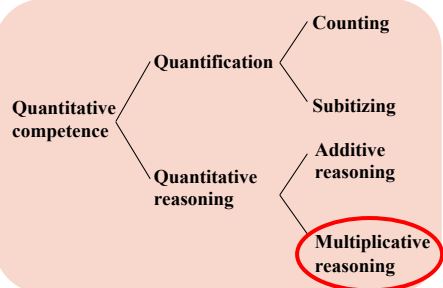 Counting
Quantification
Subitizing
Quantitative
competence
Additive
reasoning
Quantitative
reasoning
Multiplicative
reasoning